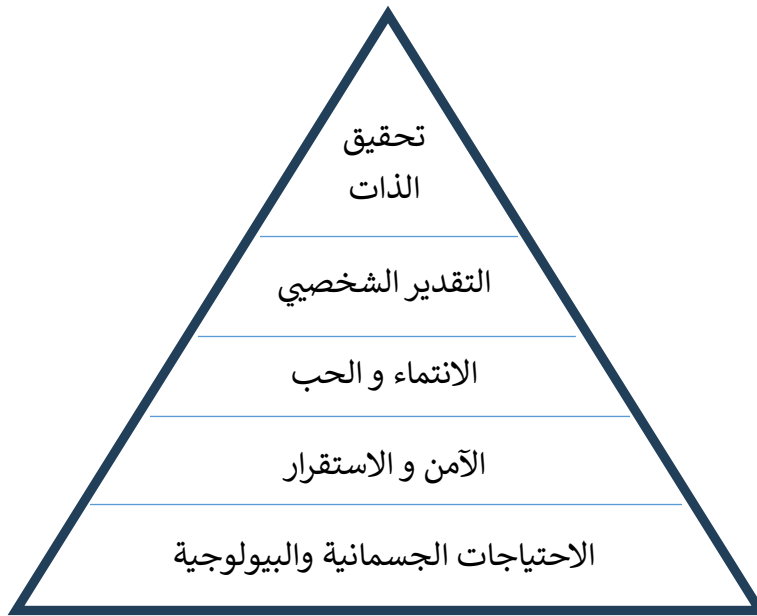 تحقيق
الذات
التقدير الشخصي
الانتماء و الحب
الآمن و الاستقرار
الاحتياجات الجسمانية والبيولوجية